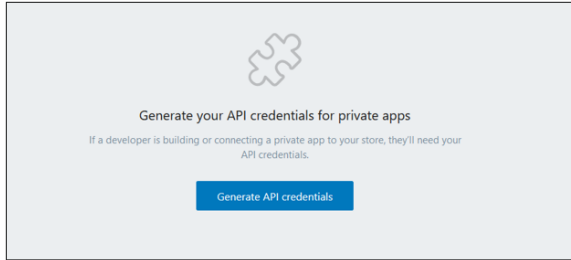 Generate your API credentials for private apps
If a developer is building or connecting a private app to your store, they'll need your
API credentials.
Generate API credentials